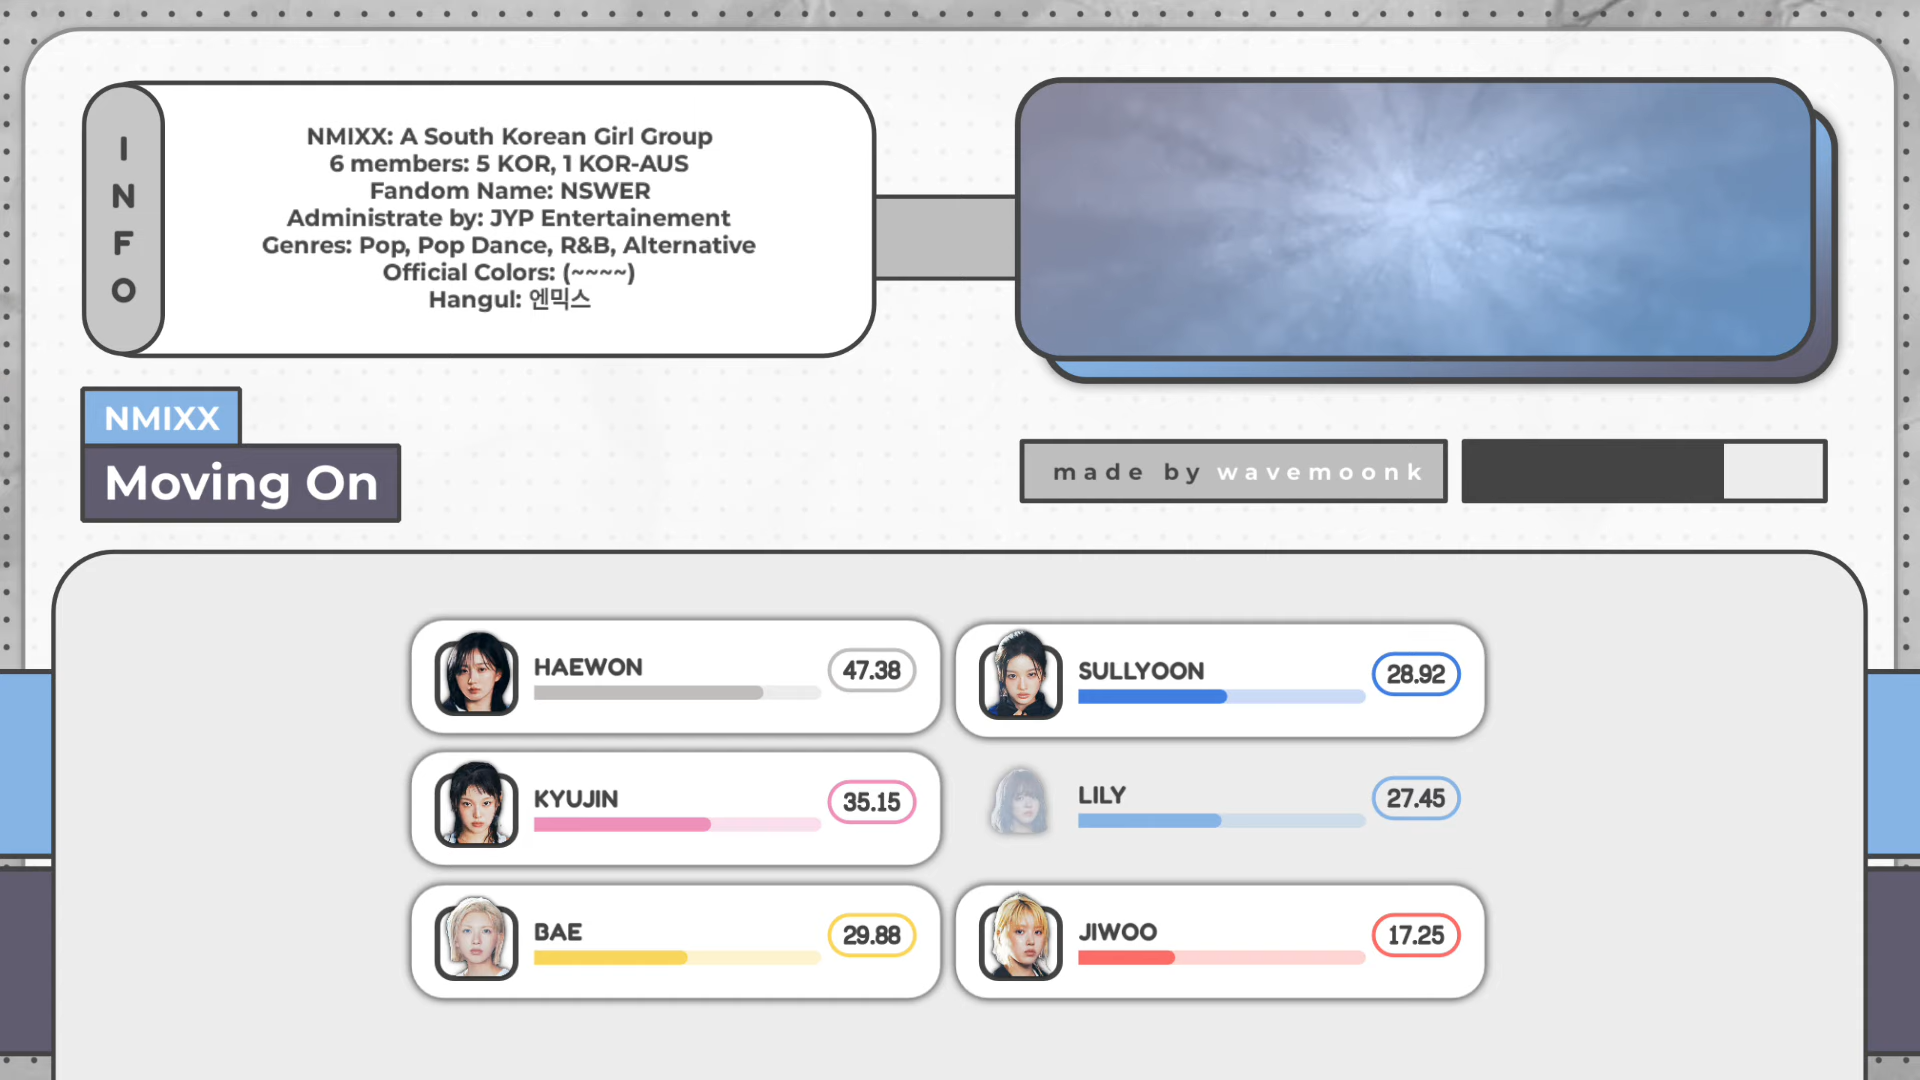 INFO
NMIXX: A South Korean Girl Group
6 members: 5 KOR, 1 KOR-AUS
Fandom Name: NSWER
Administrate by: JYP Entertainement
Genres: Pop, Pop Dance, R&B, Alternative
Official Colors: (~~~~)
Hangul: 엔믹스
NMIXX
Moving On
made by wavemoonk
HAEWON 47.38
SULLYOON 28.92
KYUJIN 35.15
LILY 27.45
BAE 29.88
JIWOO 17.25